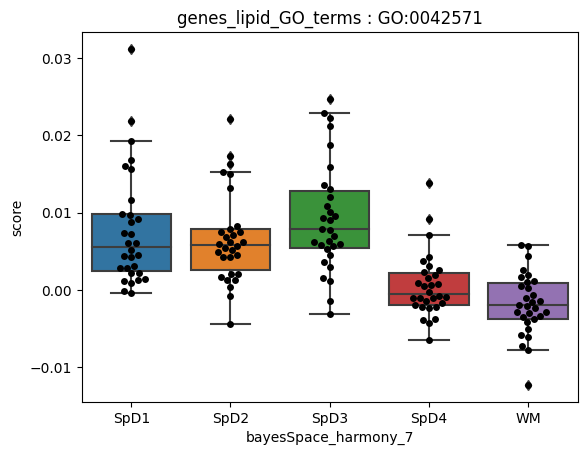 genes_lipid_GO_terms : GO:0042571
score
0.03
0.02
0.01
0.00
−0.01
SpD1 SpD2 SpD3 SpD4 WM
bayesSpace_harmony_7